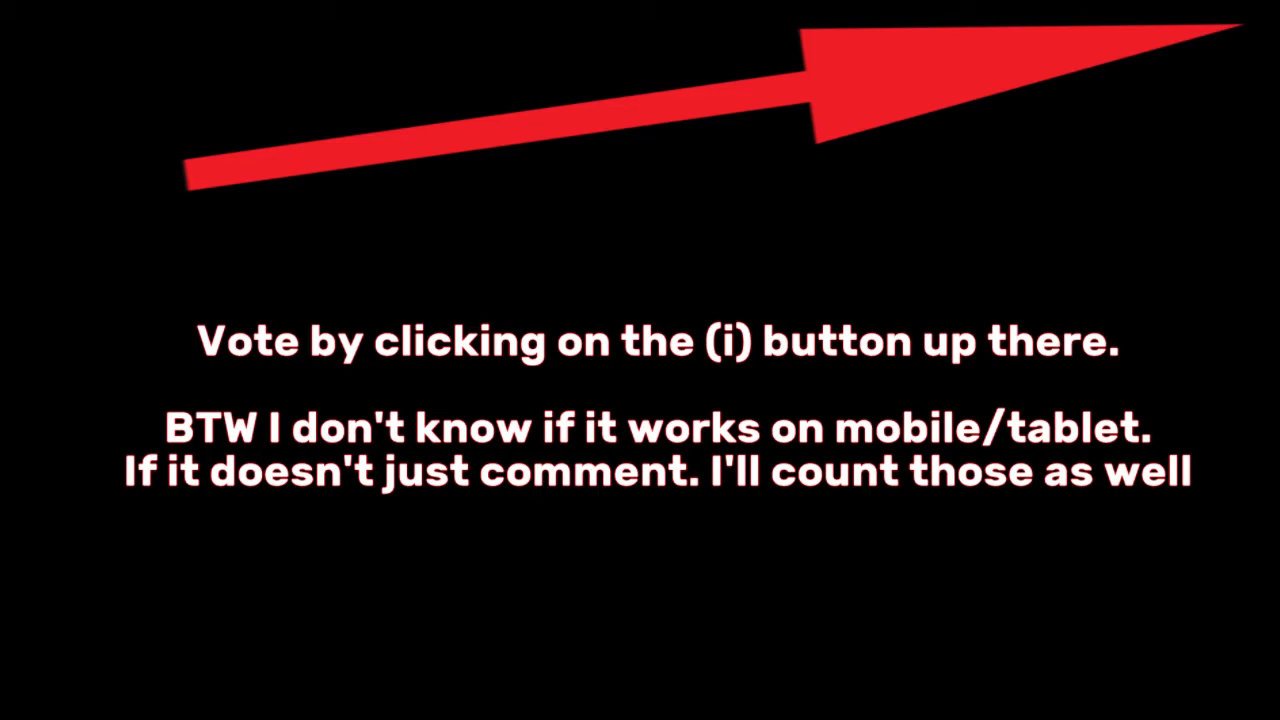 Vote by clicking on the (i) button up there.
BTW I don't know if it works on mobile/tablet.
If it doesn't just comment. I'll count those as well